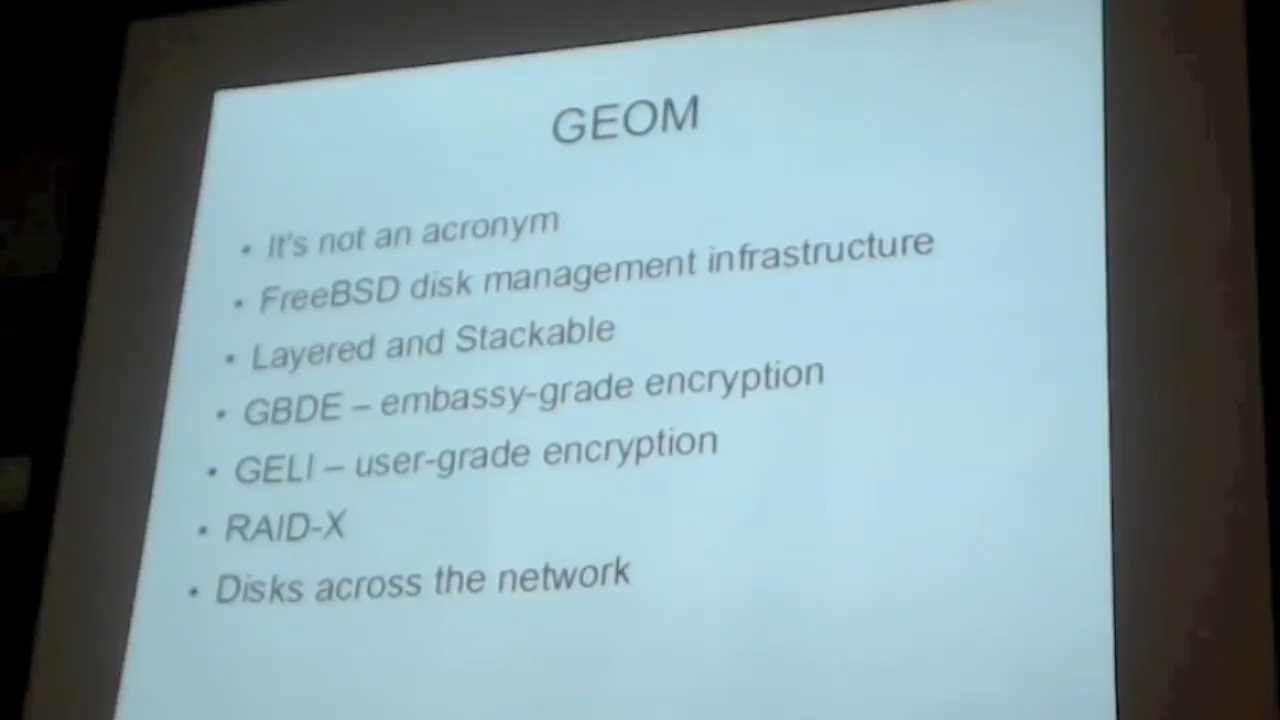 GEOM
• It's not an acronym
• FreeBSD disk management infrastructure
• Layered and Stackable
• GBDE – embassy-grade encryption
• GELI – user-grade encryption
• RAID-X
• Disks across the network